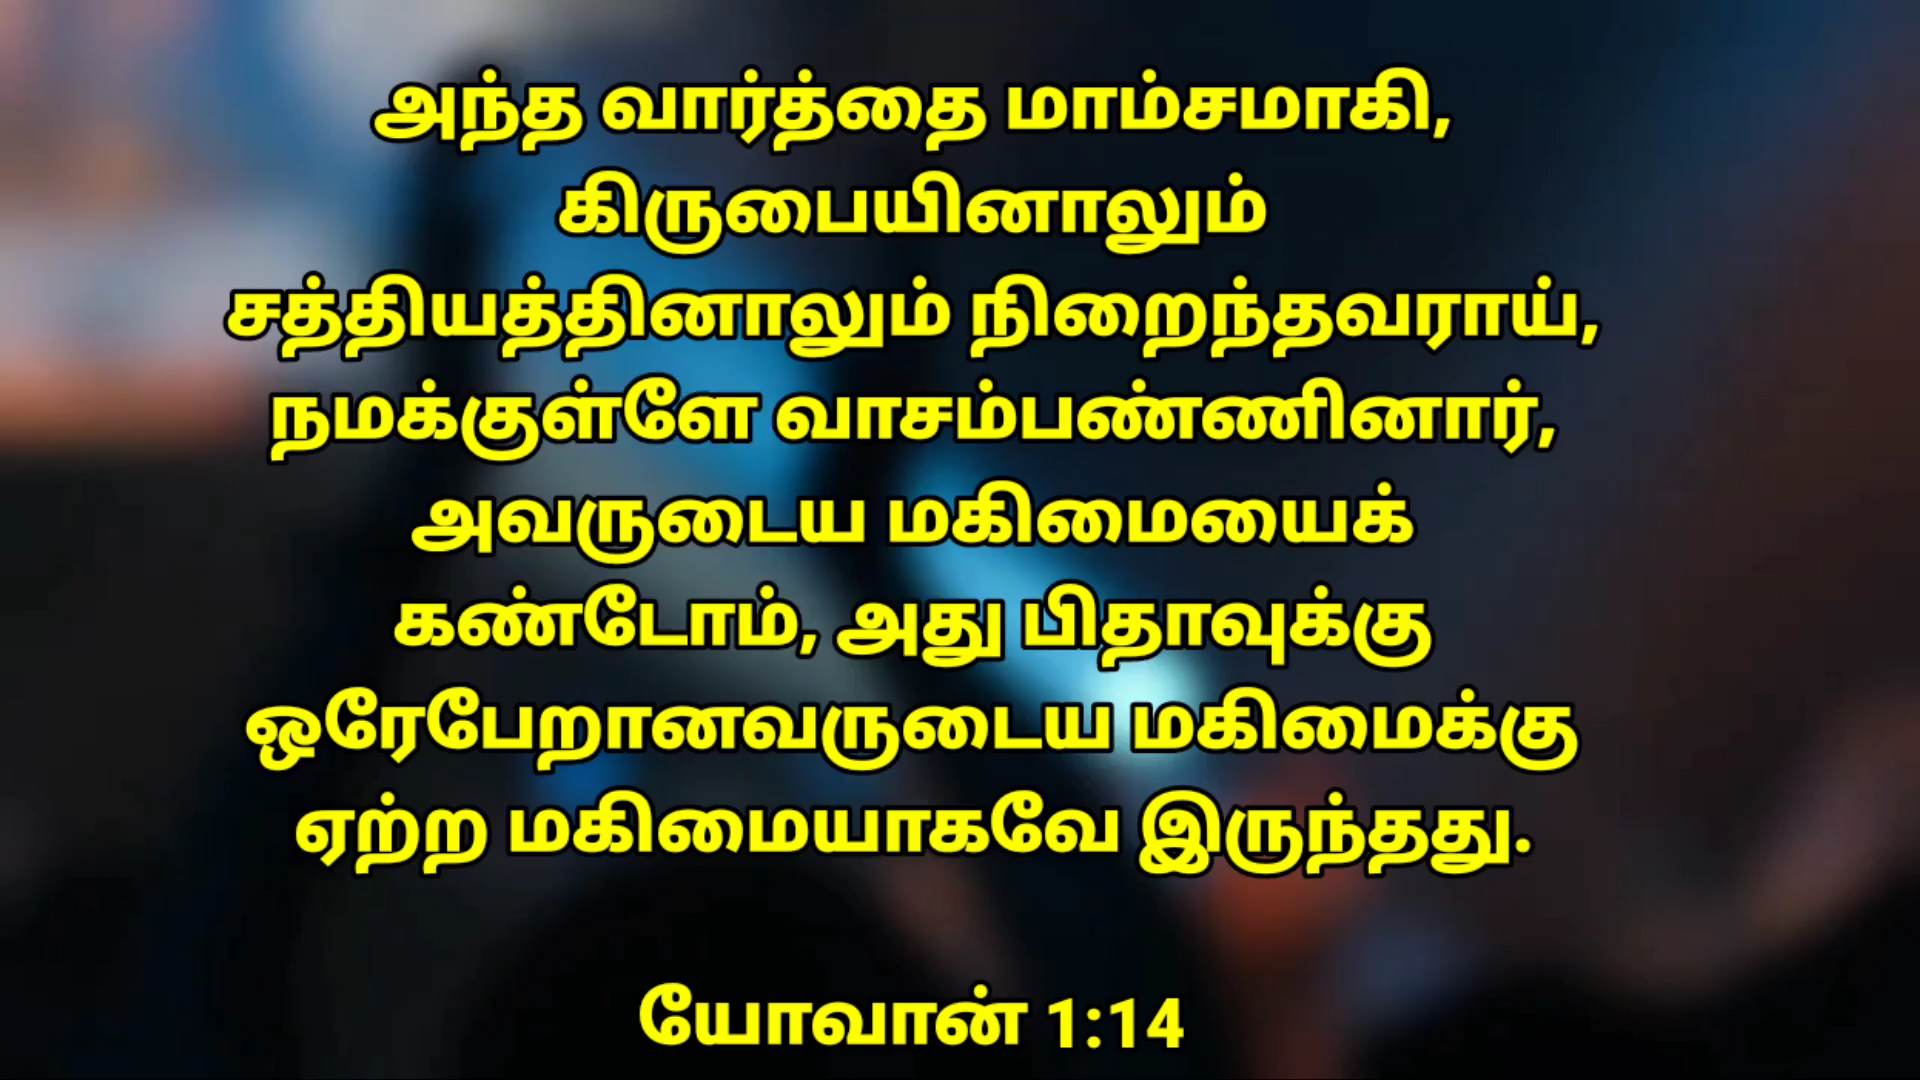 அந்த வார்த்தை மாம்சமாகி,
கிருபையினாலும்
சத்தியத்தினாலும் நிறைந்தவராய்,
நமக்குள்ளே வாசம்பண்ணினார்,
அவருடைய மகிமையைக்
கண்டோம், அது பிதாவுக்கு
ஒரேபேறானவருடைய மகிமைக்கு
ஏற்ற மகிமையாகவே இருந்தது.
யோவான் 1:14